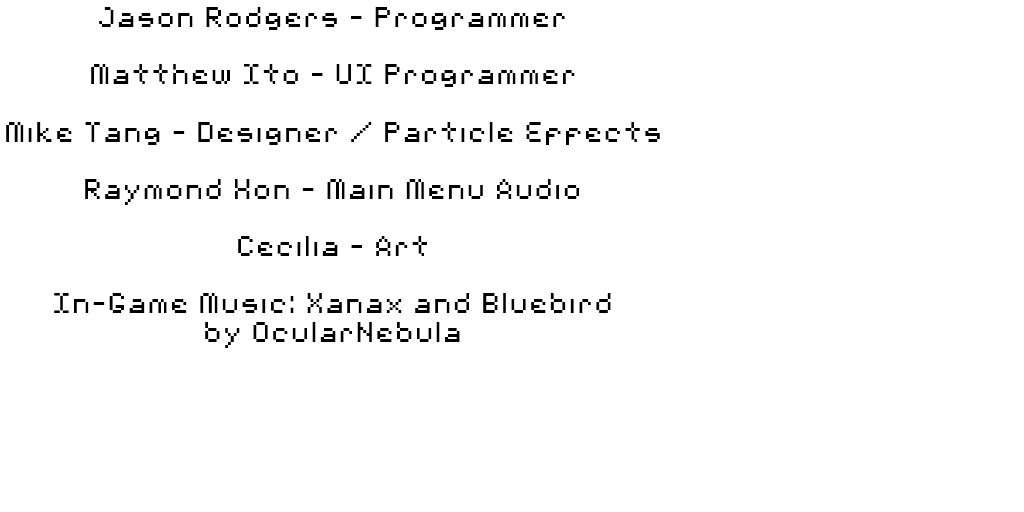 Jason Rodgers - Programmer
Matthew Ito - UI Programmer
Mike Tang - Designer / Particle Effects
Raymond Xon - Main Menu Audio
Cecilia - Art
In-Game Music: Xanax and Bluebird
by OcularNebula